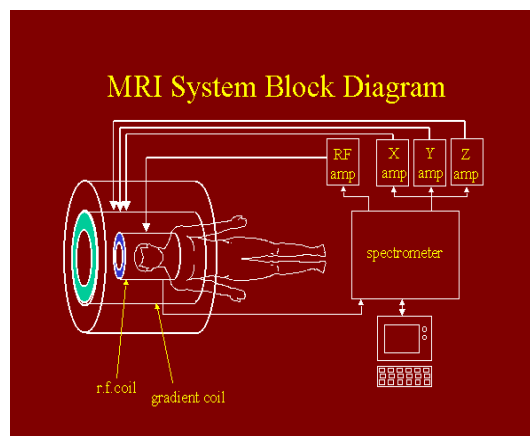 MRI System Block Diagram
RF
amp
X
amp
Y
amp
Z
amp
spectrometer
r.f.coil
gradient coil